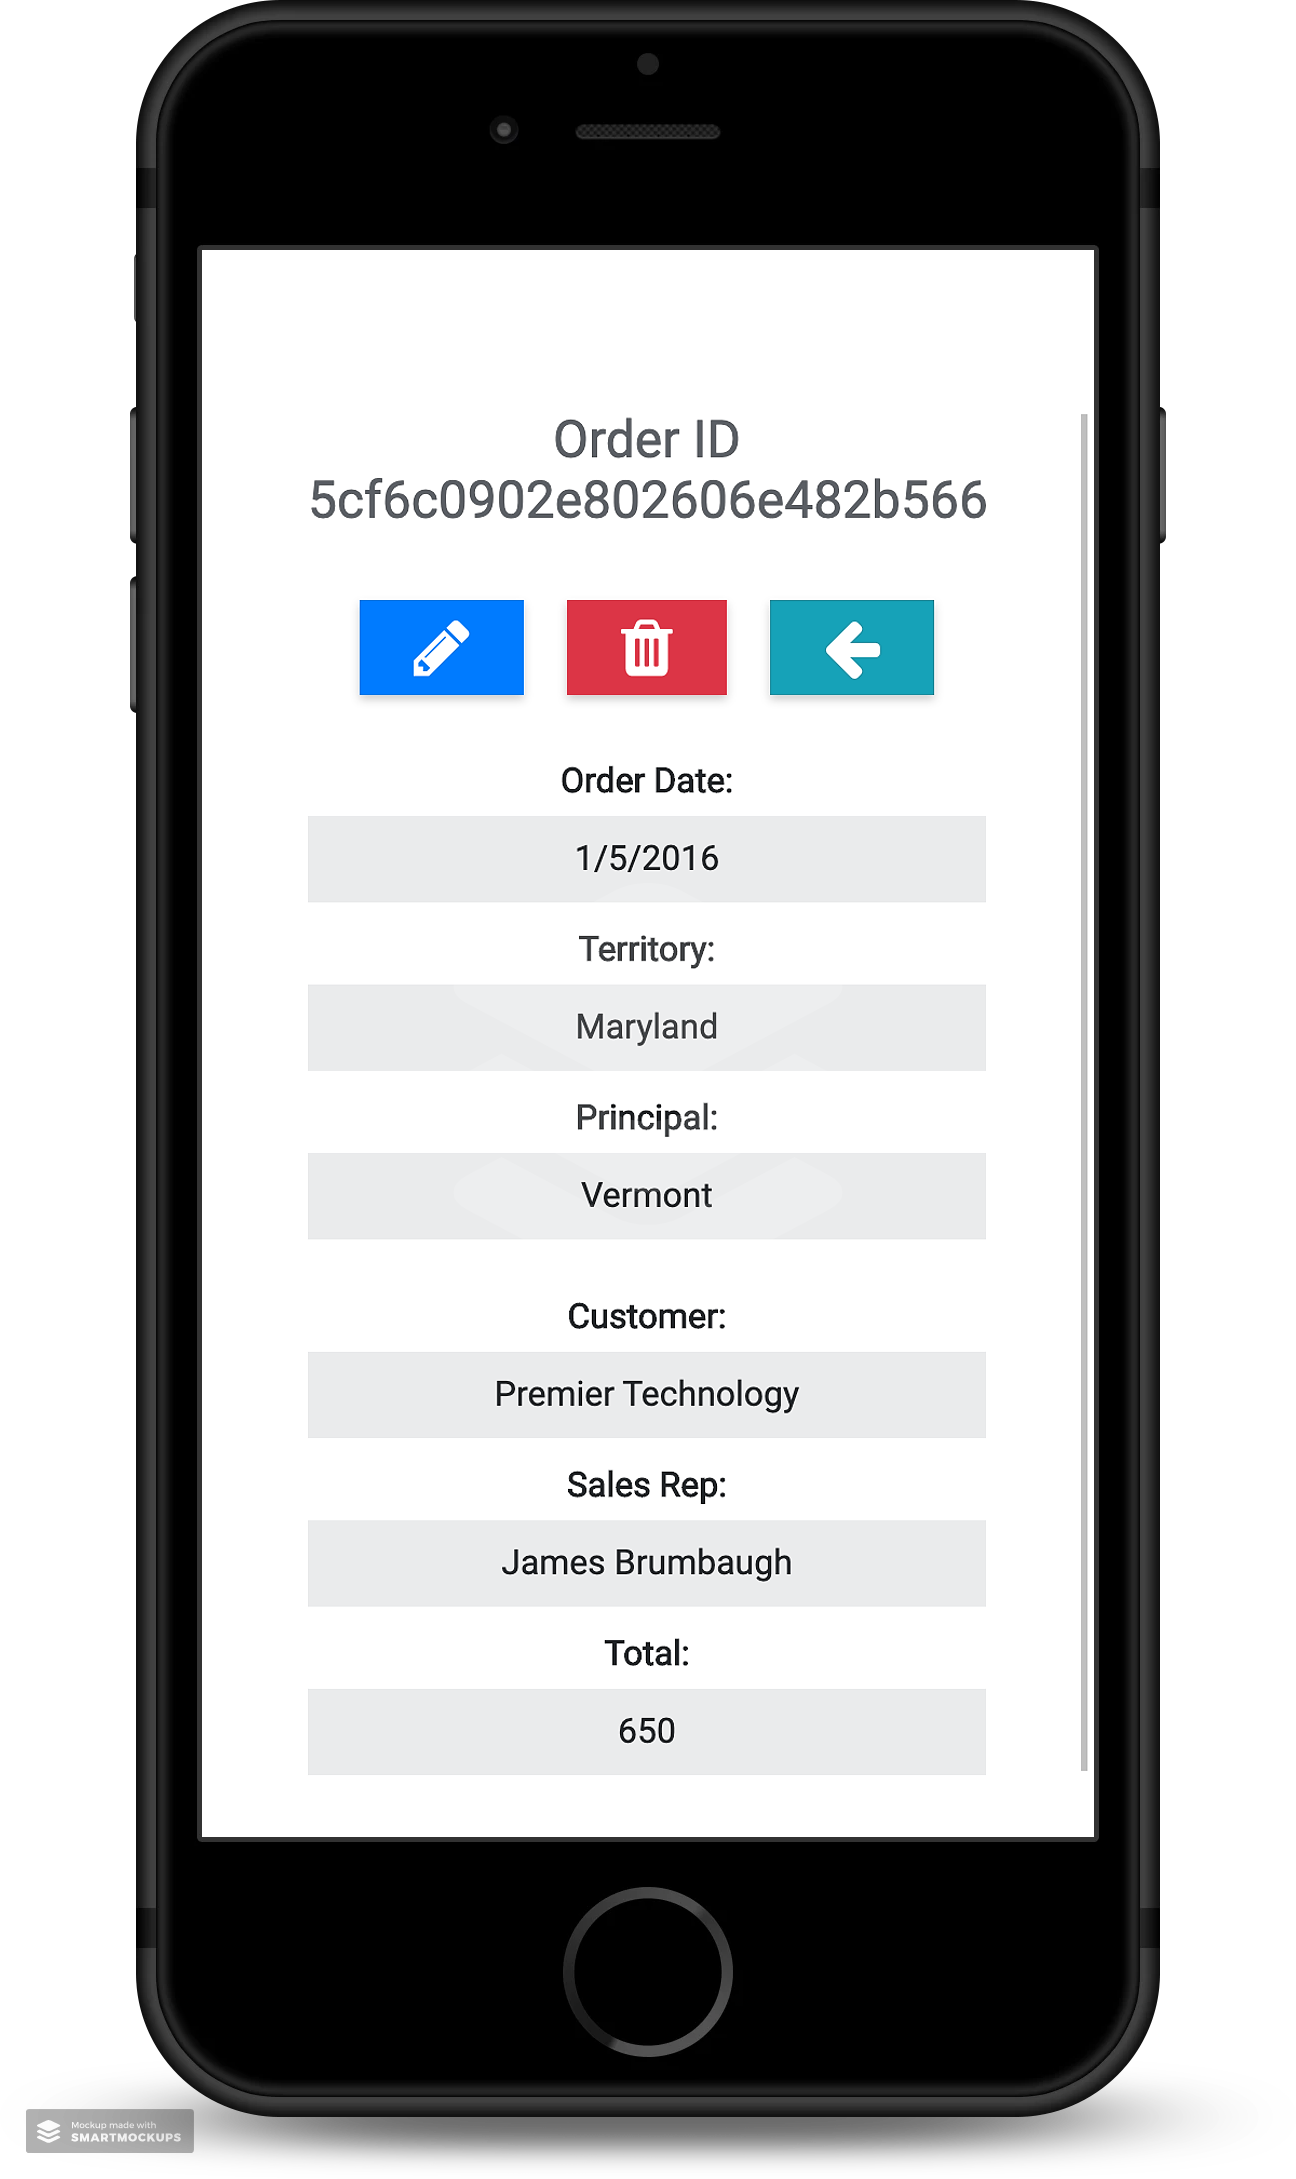 Order ID
5cf6c0902e802606e482b566
Order Date:
1/5/2016
Territory:
Maryland
Principal:
Vermont
Customer:
Premier Technology
Sales Rep:
James Brumbaugh
Total:
650
Mockup made with
SMARTMOCKUPS